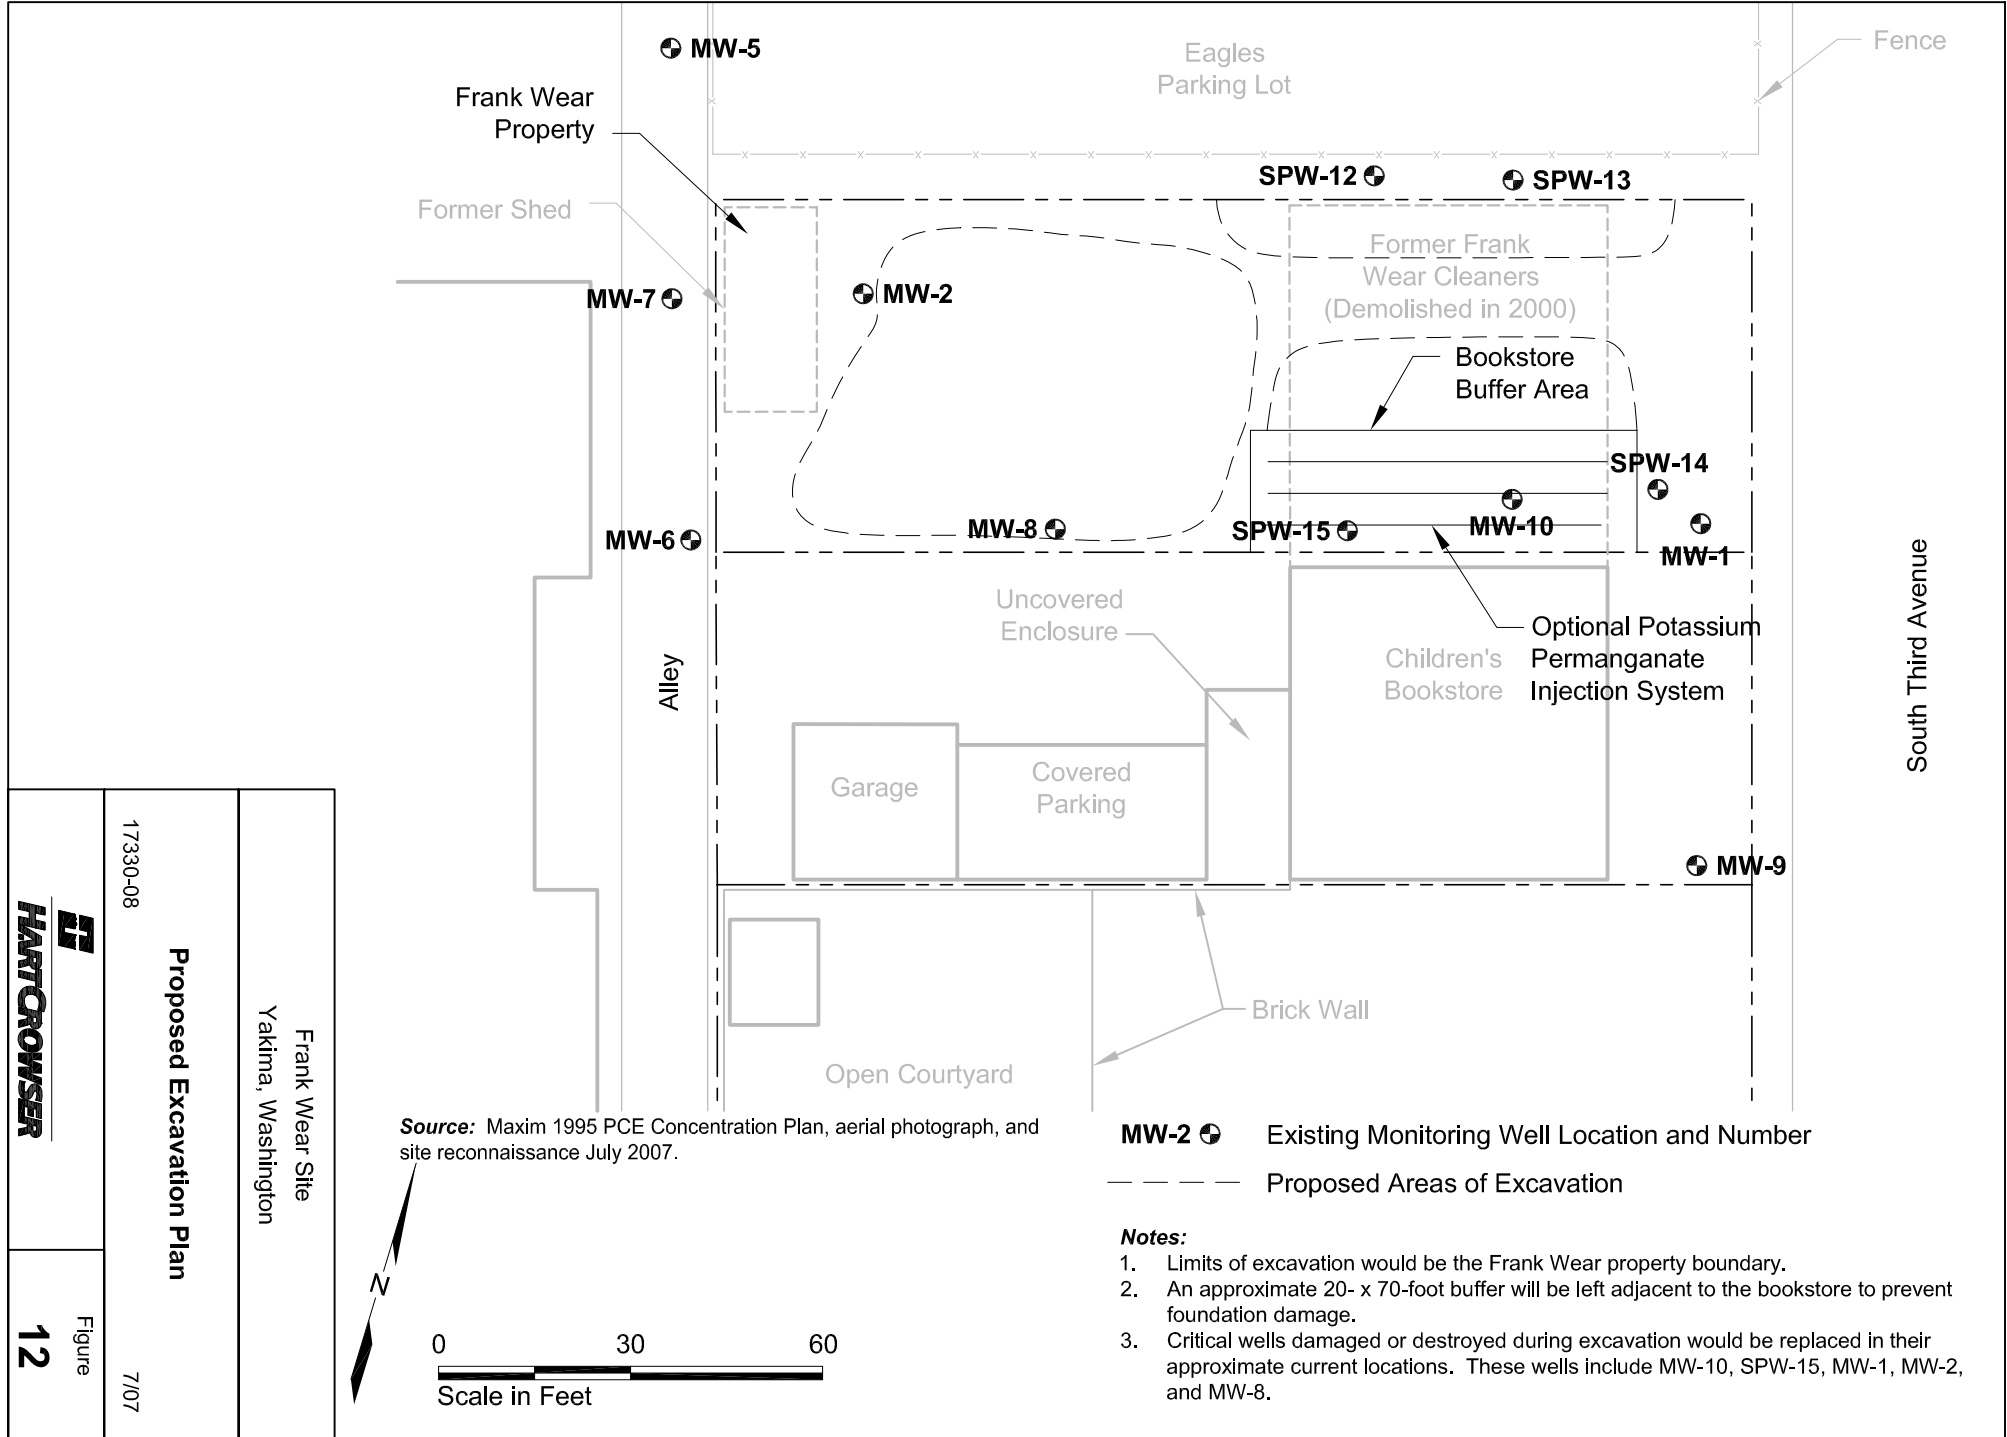 MW-5
Eagles
Parking Lot
Fence
Frank Wear
Property
SPW-12
SPW-13
Former Shed
Former Frank
Wear Cleaners
(Demolished in 2000)
MW-7
MW-2
Bookstore
Buffer Area
SPW-14
MW-6
MW-8
SPW-15
MW-10
MW-1
Uncovered
Enclosure
Optional Potassium
Permanganate
Injection System
Children's
Bookstore
Alley
South Third Avenue
Garage
Covered
Parking
MW-9
Brick Wall
Open Courtyard
Source: Maxim 1995 PCE Concentration Plan, aerial photograph, and
site reconnaissance July 2007.
N
0 30 60
Scale in Feet
MW-2 Existing Monitoring Well Location and Number
Proposed Areas of Excavation
Notes:
1. Limits of excavation would be the Frank Wear property boundary.
2. An approximate 20- x 70-foot buffer will be left adjacent to the bookstore to prevent
foundation damage.
3. Critical wells damaged or destroyed during excavation would be replaced in their
approximate current locations. These wells include MW-10, SPW-15, MW-1, MW-2,
and MW-8.
Frank Wear Site
Yakima, Washington
Proposed Excavation Plan
17330-08 7/07
HARTCROWSER
Figure
12